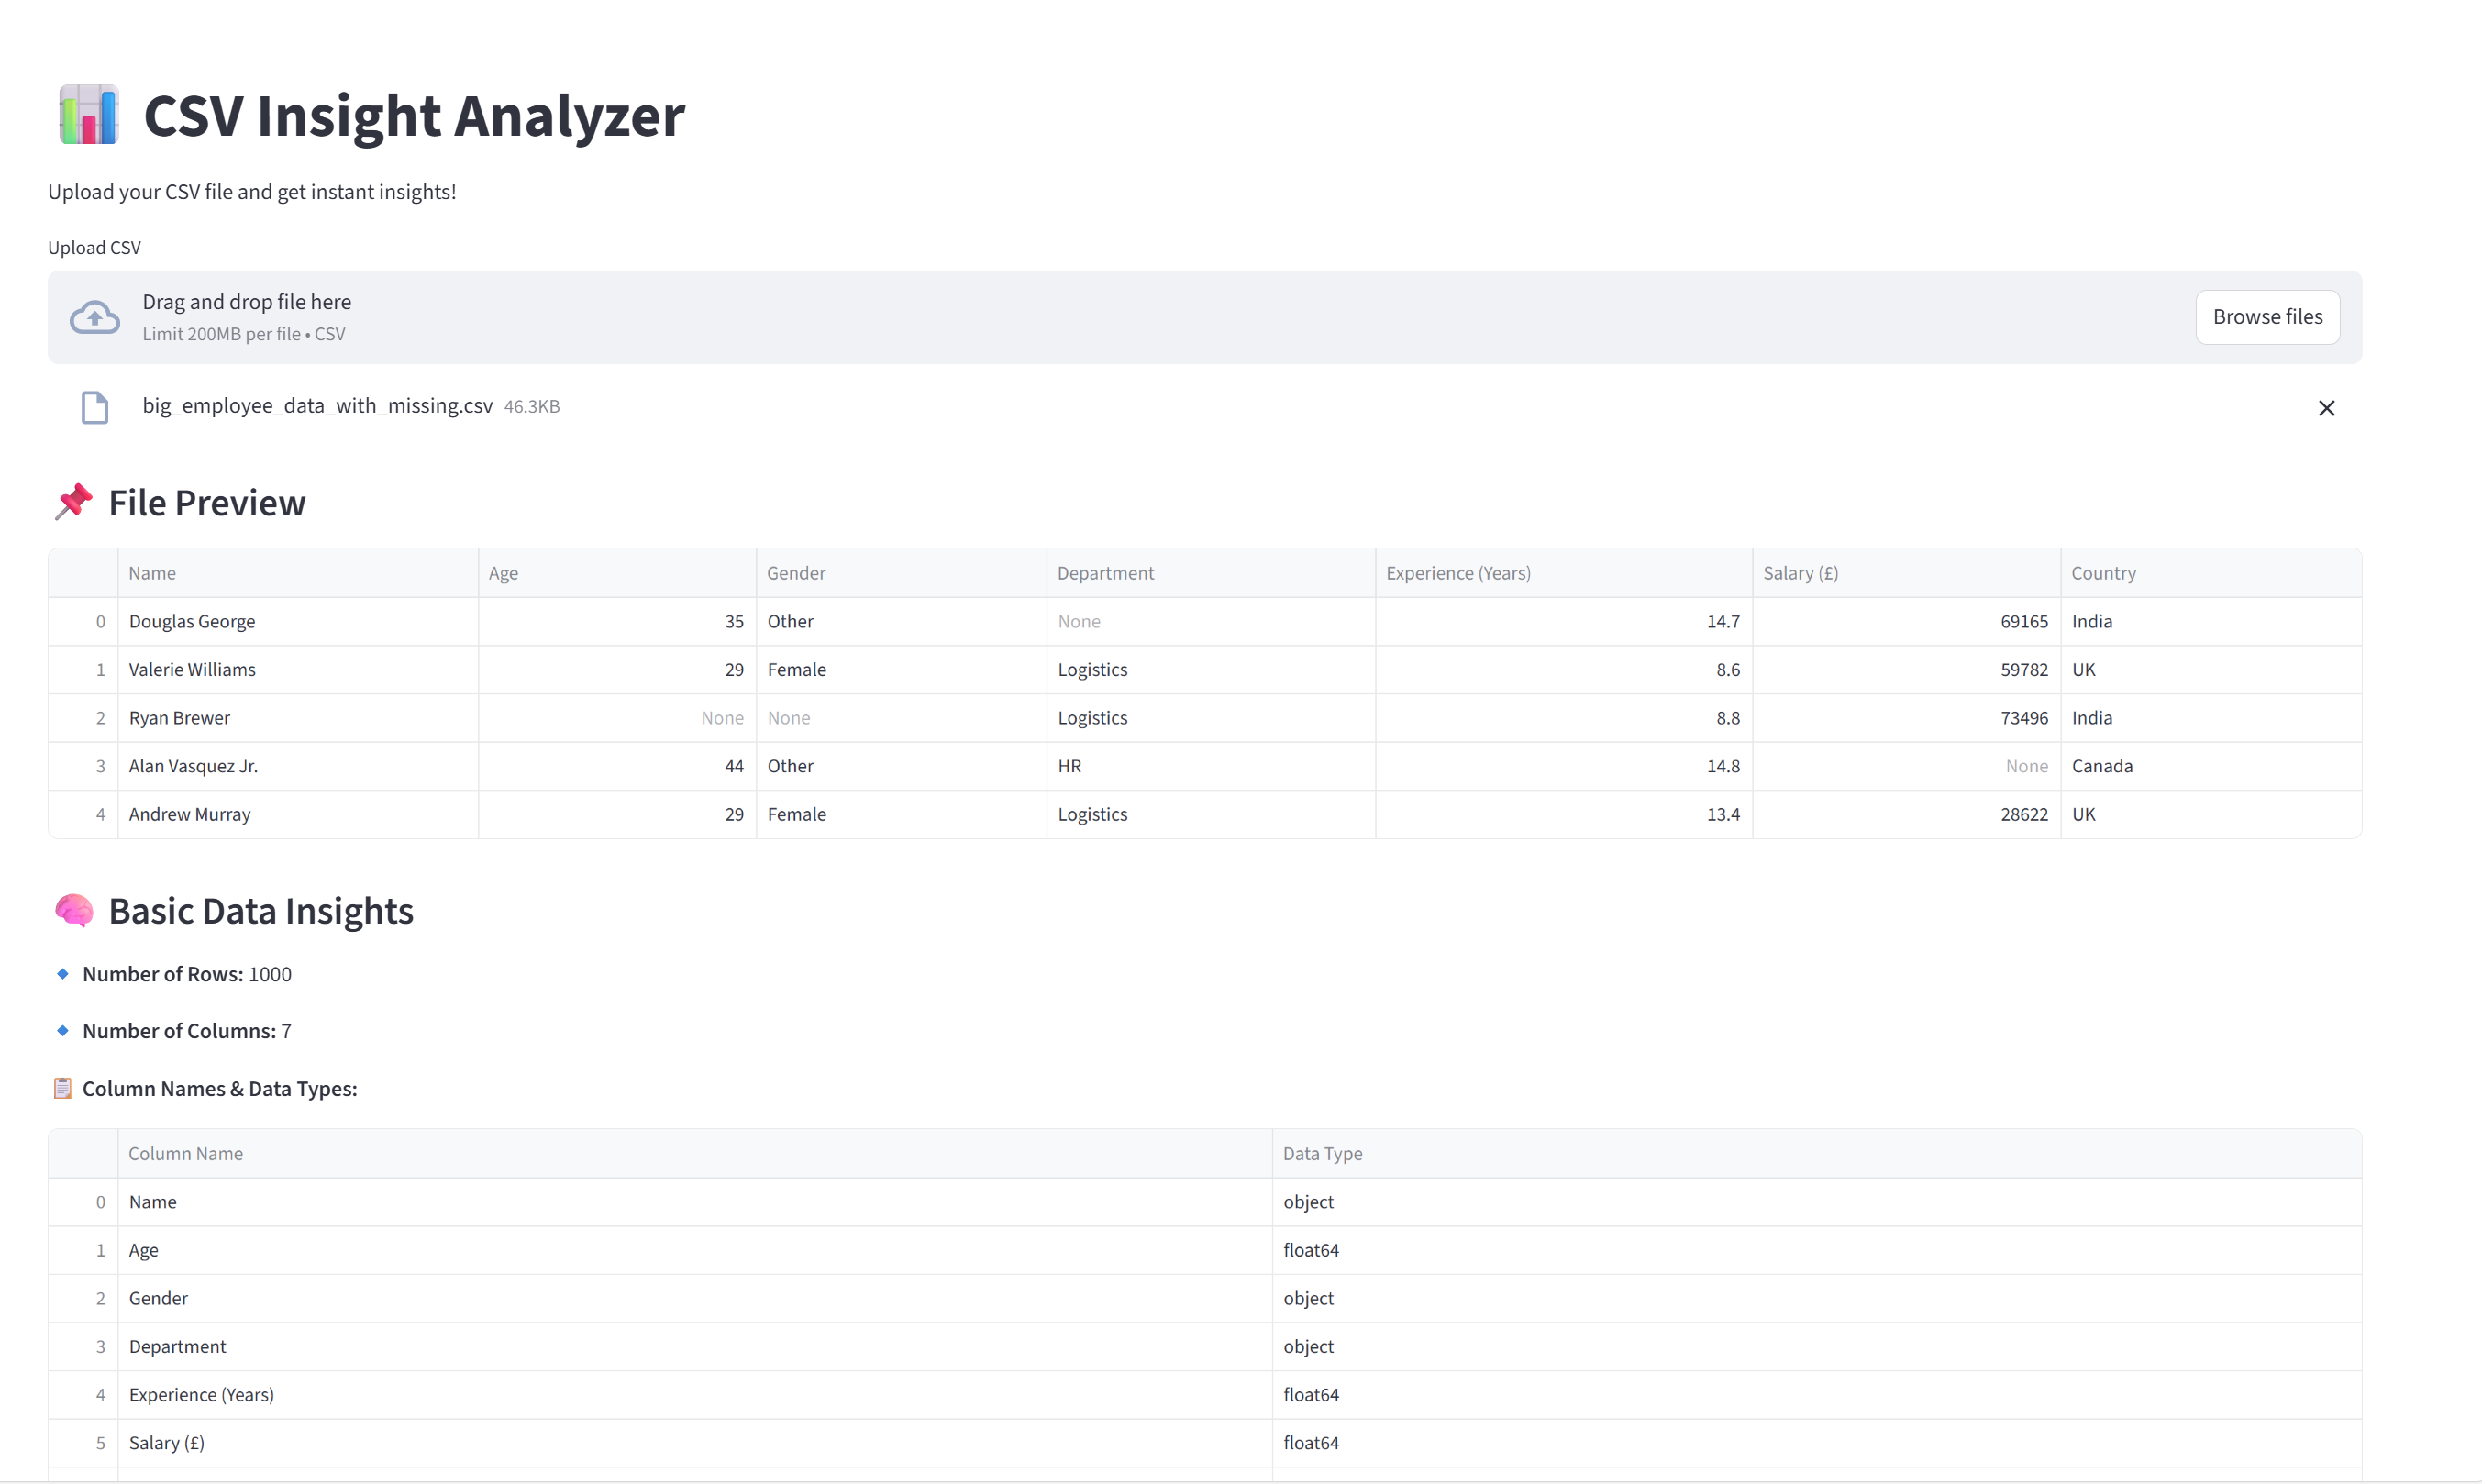 CSV Insight Analyzer
Upload your CSV file and get instant insights!
Upload CSV
Drag and drop file here
Limit 200MB per file • CSV
Browse files
big_employee_data_with_missing.csv 46.3KB
File Preview
Name Age Gender Department Experience (Years) Salary (£) Country
0 Douglas George 35 Other None 14.7 69165 India
1 Valerie Williams 29 Female Logistics 8.6 59782 UK
2 Ryan Brewer None None Logistics 8.8 73496 India
3 Alan Vasquez Jr. 44 Other HR 14.8 None Canada
4 Andrew Murray 29 Female Logistics 13.4 28622 UK
Basic Data Insights
Number of Rows: 1000
Number of Columns: 7
Column Names & Data Types:
Column Name Data Type
0 Name object
1 Age float64
2 Gender object
3 Department object
4 Experience (Years) float64
5 Salary (£) float64